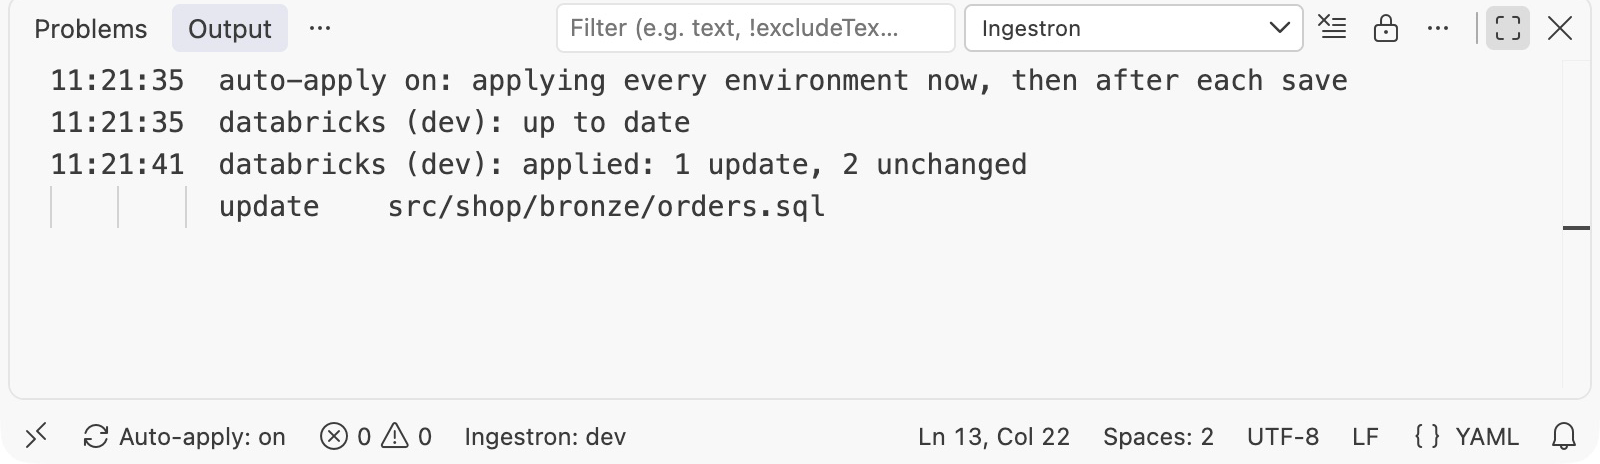 Problems Output ··· Filter (e.g. text, !excludeTex... Ingestron ···
11:21:35  auto-apply on: applying every environment now, then after each save
11:21:35  databricks (dev): up to date
11:21:41  databricks (dev): applied: 1 update, 2 unchanged
update    src/shop/bronze/orders.sql
Auto-apply: on 0 0 Ingestron: dev Ln 13, Col 22 Spaces: 2 UTF-8 LF {} YAML